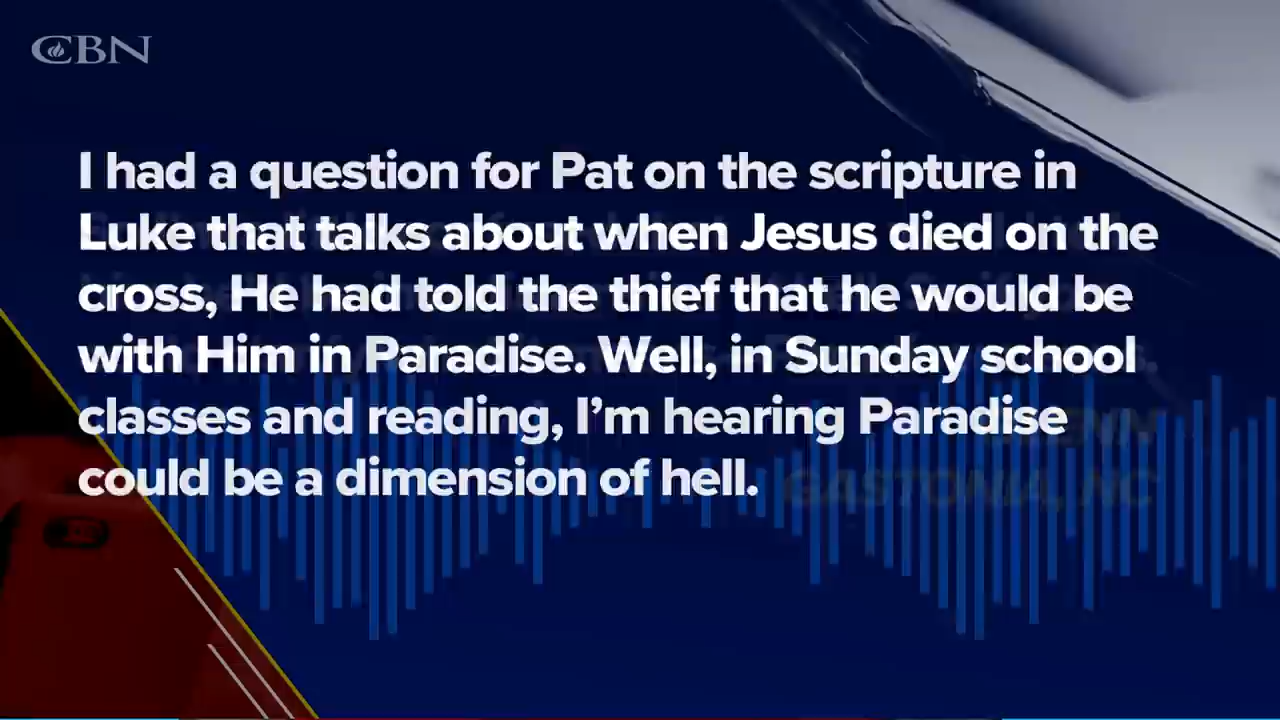 CBN
I had a question for Pat on the scripture in
Luke that talks about when Jesus died on the
cross, He had told the thief that he would be
with Him in Paradise. Well, in Sunday school
classes and reading, I’m hearing Paradise
could be a dimension of hell.
GASTONIA, NC